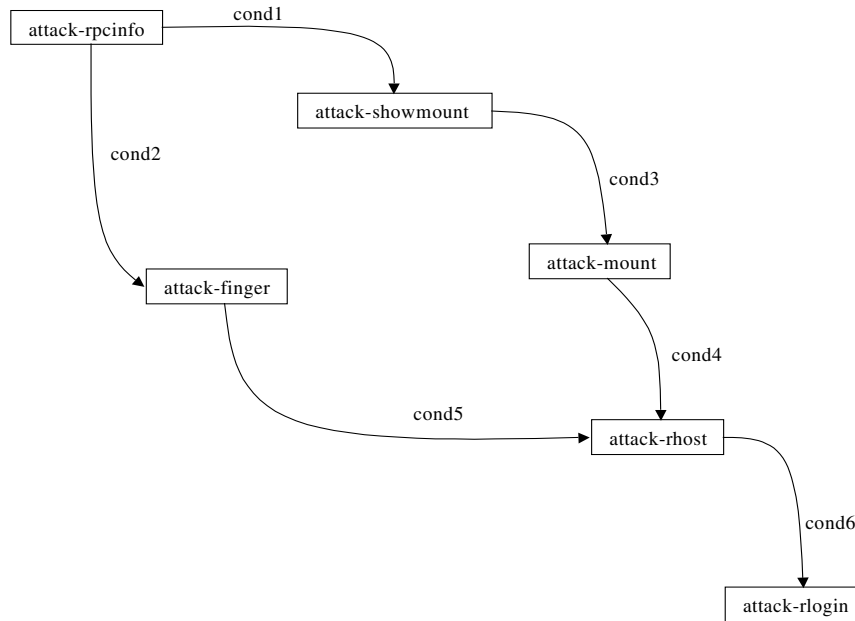 cond1
attack-rpcinfo
attack-showmount
cond2
cond3
attack-mount
attack-finger
cond4
cond5
attack-rhost
cond6
attack-rlogin